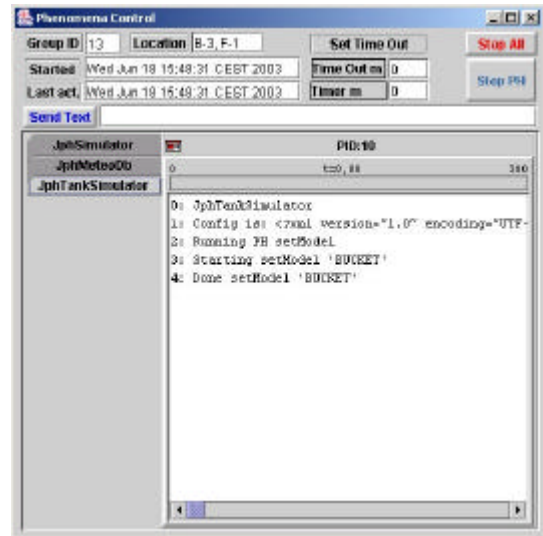 Phenomena Control
Group ID 13 Location B-3, F-1 Set Time Out Stop All
Started Wed Jun 18 15:48:31 CEST 2003 Time Out m 0
Stop PH
Last act. Wed Jun 18 15:48:31 CEST 2003 Timer m 0
Send Text
JphSimulator PID:10
JphMeteoDb 0 t=0,00 300
JphTankSimulator
0: JphTankSimulator
1: Config is: <?xml version="1.0" encoding="UTF-
2: Running PH setModel
3: Starting setModel 'BUCKET'
4: Done setModel 'BUCKET'